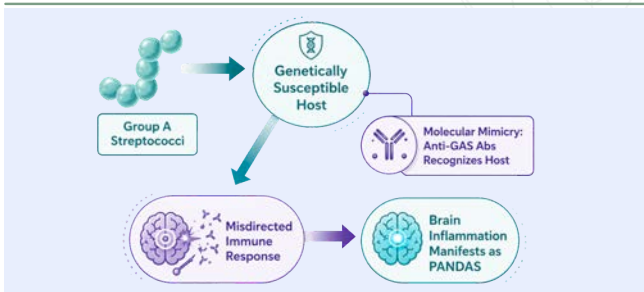 Genetically
Susceptible
Host
Group A
Streptococci
Molecular Mimicry:
Anti-GAS Abs
Recognizes Host
Misdirected
Immune
Response
Brain
Inflammation
Manifests as
PANDAS